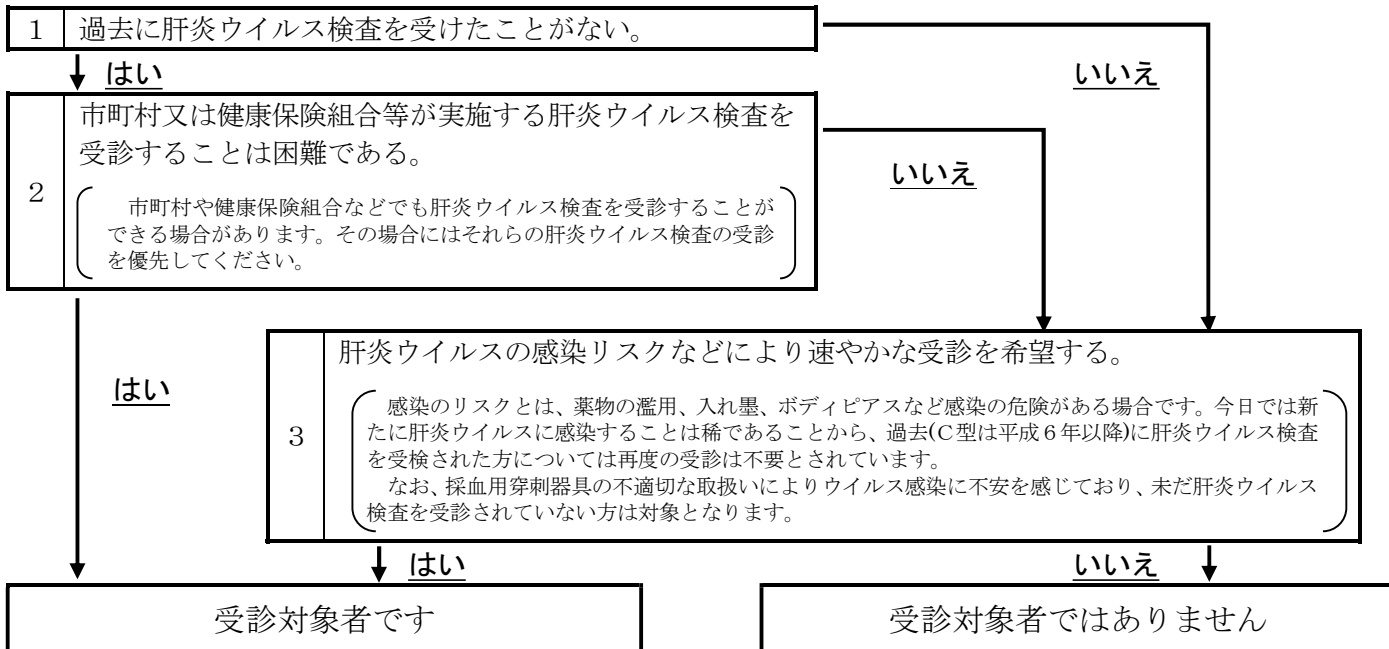 1 過去に肝炎ウイルス検査を受けたことがない。
はい
いいえ
市町村又は健康保険組合等が実施する肝炎ウイルス検査を
受診することは困難である。
2
いいえ
市町村や健康保険組合などでも肝炎ウイルス検査を受診することが
できる場合があります。その場合にはそれらの肝炎ウイルス検査の受診
を優先してください。
はい
肝炎ウイルスの感染リスクなどにより速やかな受診を希望する。
3
感染のリスクとは、薬物の濫用、入れ墨、ボディピアスなど感染の危険がある場合です。今日では新
たに肝炎ウイルスに感染することは稀であることから、過去(C型は平成6年以降)に肝炎ウイルス検査
を受検された方については再度の受診は不要とされています。
なお、採血用穿刺器具の不適切な取扱いによりウイルス感染に不安を感じており、未だ肝炎ウイルス
検査を受診されていない方は対象となります。
はい
いいえ
受診対象者です
受診対象者ではありません